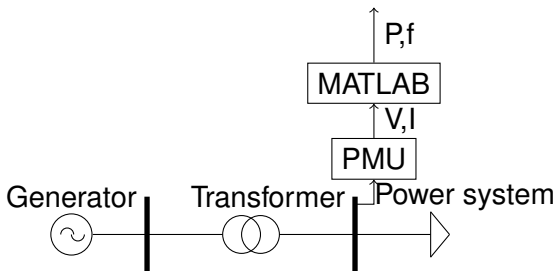 P,f
MATLAB
V,I
PMU
Generator
Transformer
Power system